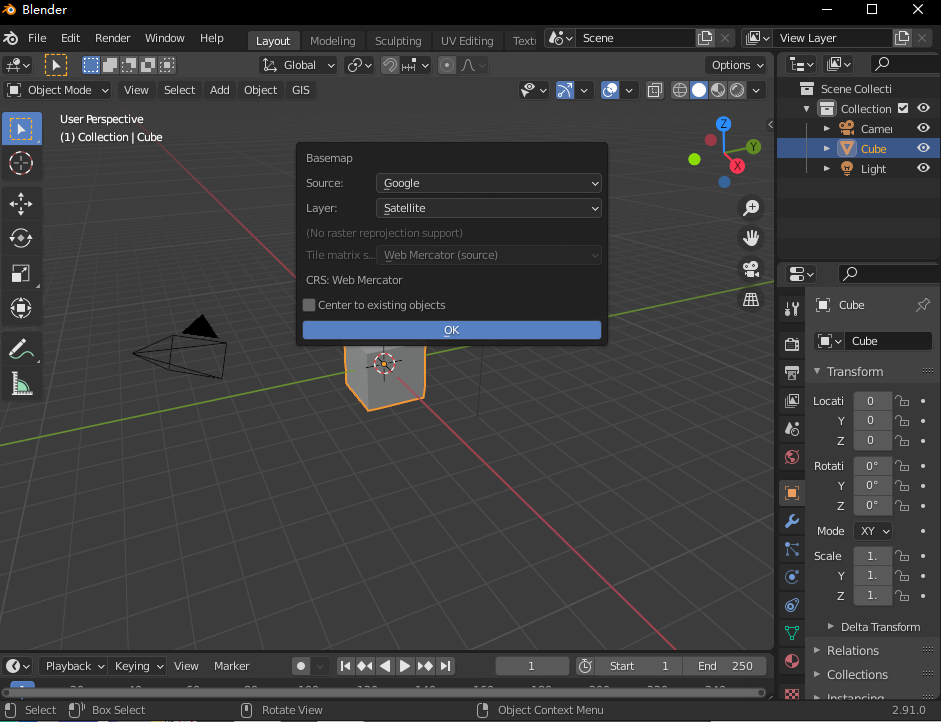 Blender
File Edit Render Window Help Layout Modeling Sculpting UV Editing Text Scene View Layer
Global Options
Object Mode View Select Add Object GIS
User Perspective
(1) Collection | Cube
Z
Y
X
Basemap
Source: Google
Layer: Satellite
(No raster reprojection support)
Tile matrix s... Web Mercator (source)
CRS: Web Mercator
Center to existing objects
OK
Scene Collecti
Collection
Camer
Cube
Light
Cube
Cube
Transform
Locati 0
Y 0
Z 0
Rotati 0°
Y 0°
Z 0°
Mode XY
Scale 1.
Y 1.
Z 1.
Delta Transform
Relations
Collections
Instancing
Playback Keying View Marker 1 Start 1 End 250
Select Box Select Rotate View Object Context Menu 2.91.0